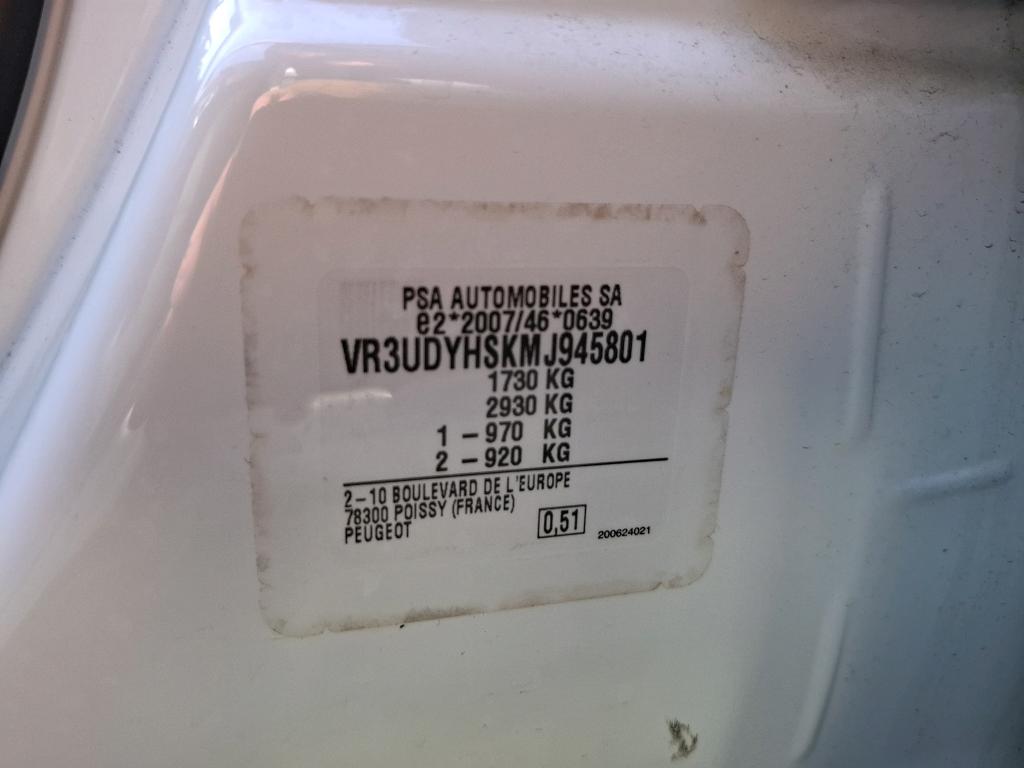 PSA AUTOMOBILES SA
e2*2007/46*0639
VR3UDYHSKMJ945801
1730 KG
2930 KG
1 – 970 KG
2 – 920 KG
2–10 BOULEVARD DE L'EUROPE
78300 POISSY (FRANCE)
PEUGEOT
0,51
200624021